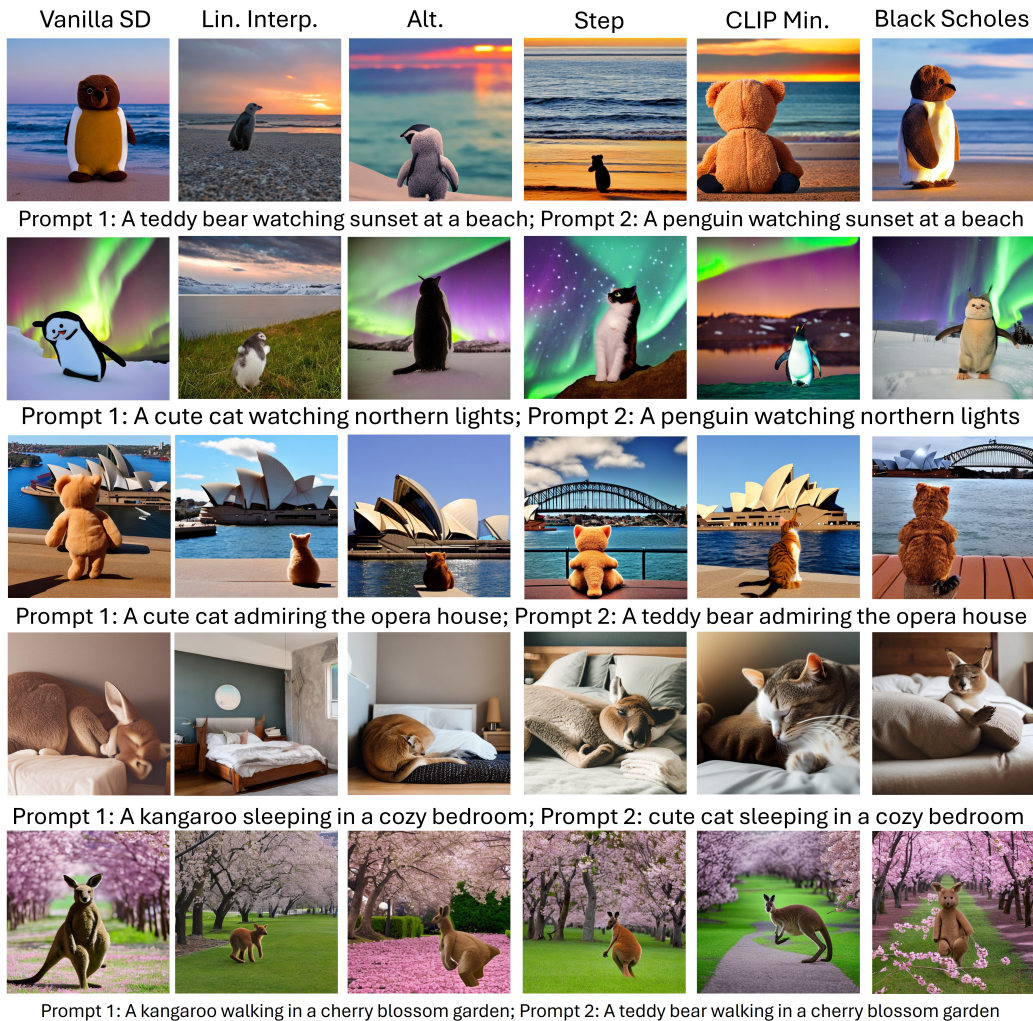 Vanilla SD Lin. Interp. Alt. Step CLIP Min. Black Scholes
Prompt 1: A teddy bear watching sunset at a beach; Prompt 2: A penguin watching sunset at a beach
Prompt 1: A cute cat watching northern lights; Prompt 2: A penguin watching northern lights
Prompt 1: A cute cat admiring the opera house; Prompt 2: A teddy bear admiring the opera house
Prompt 1: A kangaroo sleeping in a cozy bedroom; Prompt 2: cute cat sleeping in a cozy bedroom
Prompt 1: A kangaroo walking in a cherry blossom garden; Prompt 2: A teddy bear walking in a cherry blossom garden